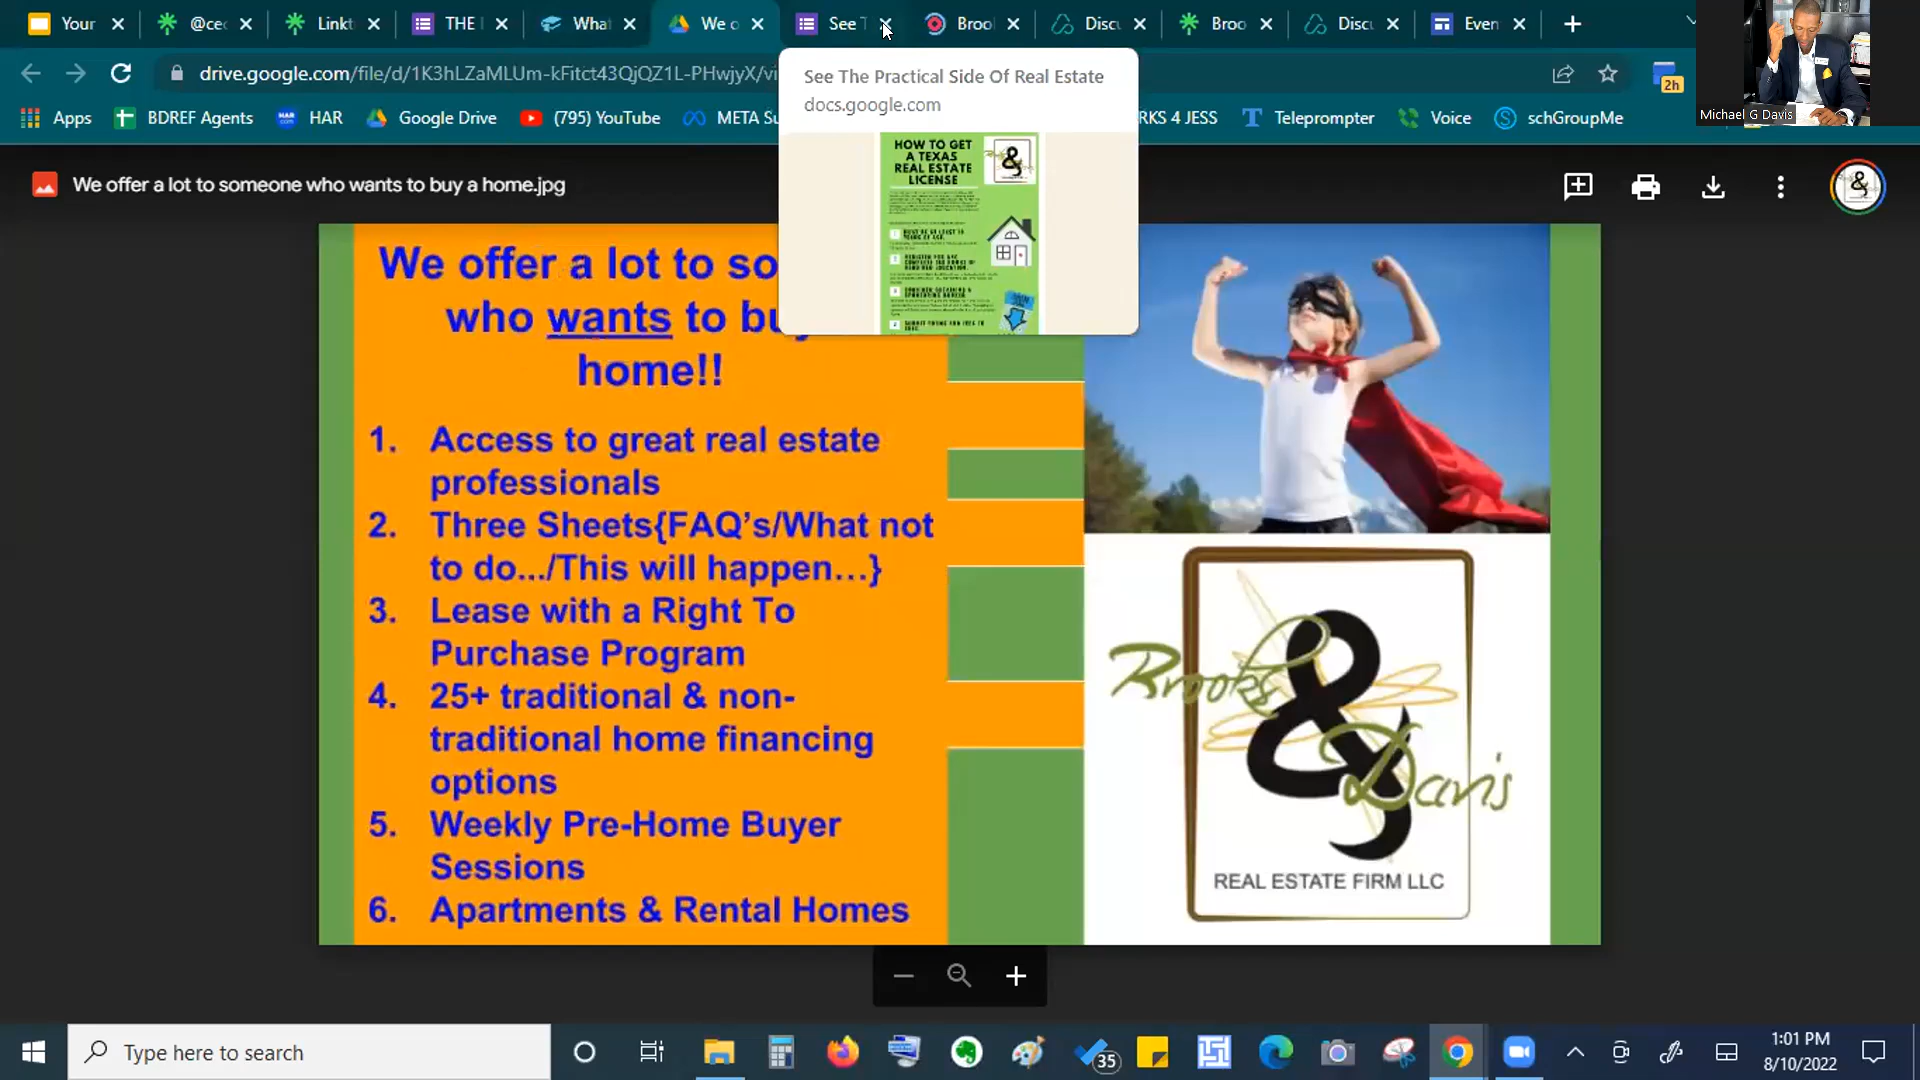 Your
@cec
Linkt
THE
What
We o
See T
Brool
Discu
Broo
Discu
Even
drive.google.com/file/d/1K3hLZaMLUm-kFitct43QjQZ1L-PHwjyX/vi
2h
Michael G Davis
Apps
BDREF Agents
HAR
Google Drive
(795) YouTube
META Su
RKS 4 JESS
Teleprompter
Voice
schGroupMe
See The Practical Side Of Real Estate
docs.google.com
HOW TO GET
A TEXAS
REAL ESTATE
LICENSE
We offer a lot to someone who wants to buy a home.jpg
We offer a lot to so
who wants to buy
home!!
1. Access to great real estate
professionals
2. Three Sheets{FAQ's/What not
to do.../This will happen...}
3. Lease with a Right To
Purchase Program
4. 25+ traditional & non-
traditional home financing
options
5. Weekly Pre-Home Buyer
Sessions
6. Apartments & Rental Homes
Brooks
&
Davis
REAL ESTATE FIRM LLC
Type here to search
35
1:01 PM
8/10/2022